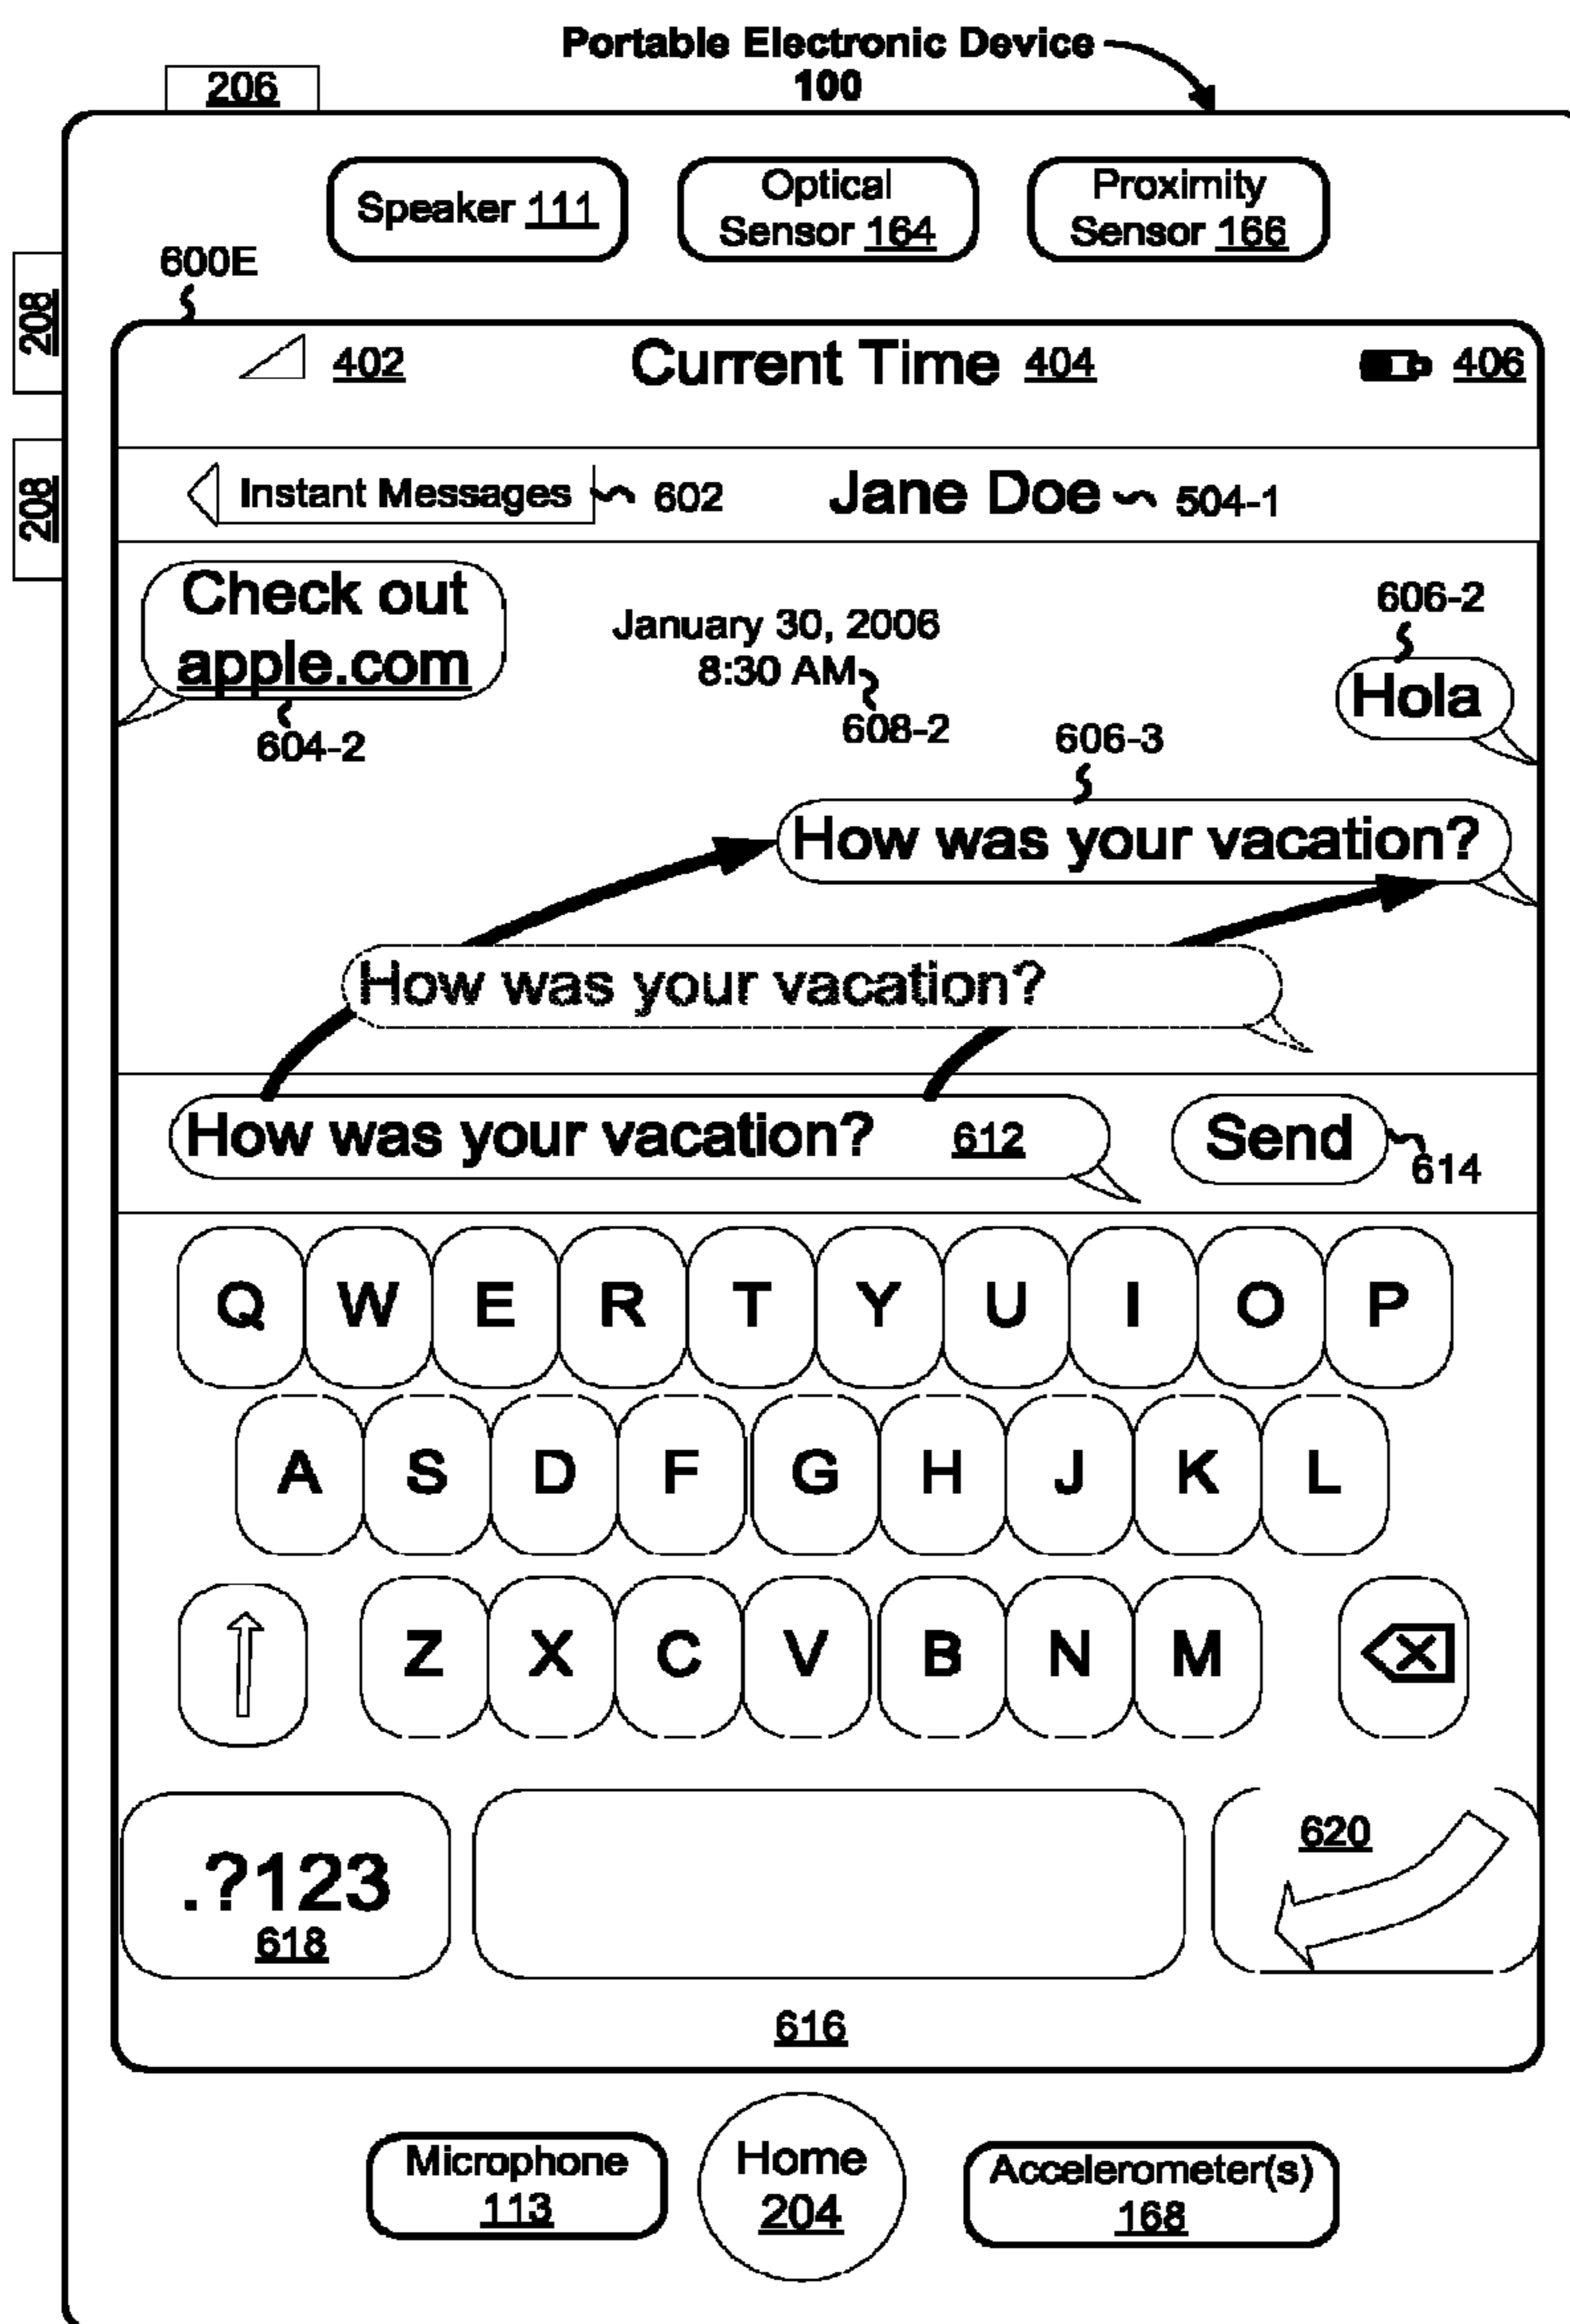 Portable Electronic Device
100
206
Speaker 111
Optical
Sensor 164
Proximity
Sensor 166
600E
208
402
Current Time 404
406
208
Instant Messages
602
Jane Doe
504-1
Check out
apple.com
604-2
January 30, 2006
8:30 AM
608-2
606-2
Hola
606-3
How was your vacation?
How was your vacation?
How was your vacation? 612
Send
614
Q W E R T Y U I O P
A S D F G H J K L
Z X C V B N M
.?123
618
620
616
Microphone
113
Home
204
Accelerometer(s)
168